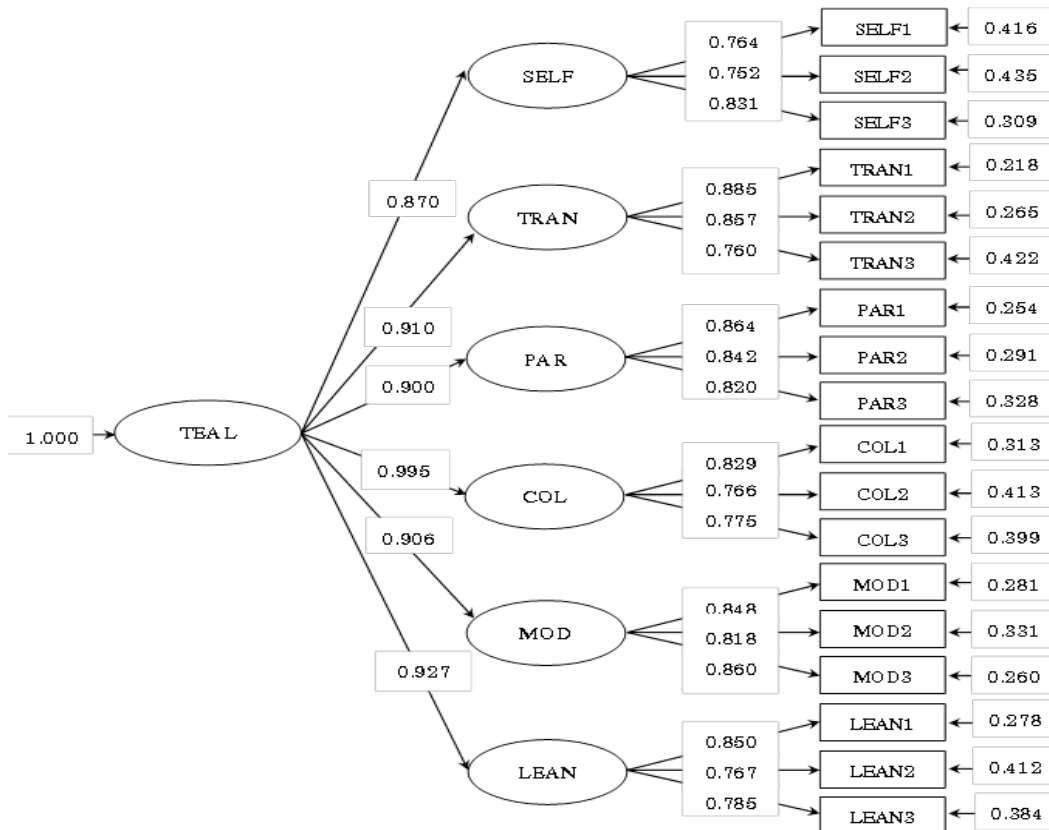 0.764
0.752
0.831
SELF
SELF1
0.416
SELF2
0.435
SELF3
0.309
0.870
0.885
0.857
0.760
TRAN
TRAN1
0.218
TRAN2
0.265
TRAN3
0.422
0.910
0.864
0.842
0.820
PAR
PAR1
0.254
PAR2
0.291
PAR3
0.328
0.900
1.000
TEAL
0.995
0.829
0.766
0.775
COL
COL1
0.313
COL2
0.413
COL3
0.399
0.906
0.848
0.818
0.860
MOD
MOD1
0.281
MOD2
0.331
MOD3
0.260
0.927
0.850
0.767
0.785
LEAN
LEAN1
0.278
LEAN2
0.412
LEAN3
0.384